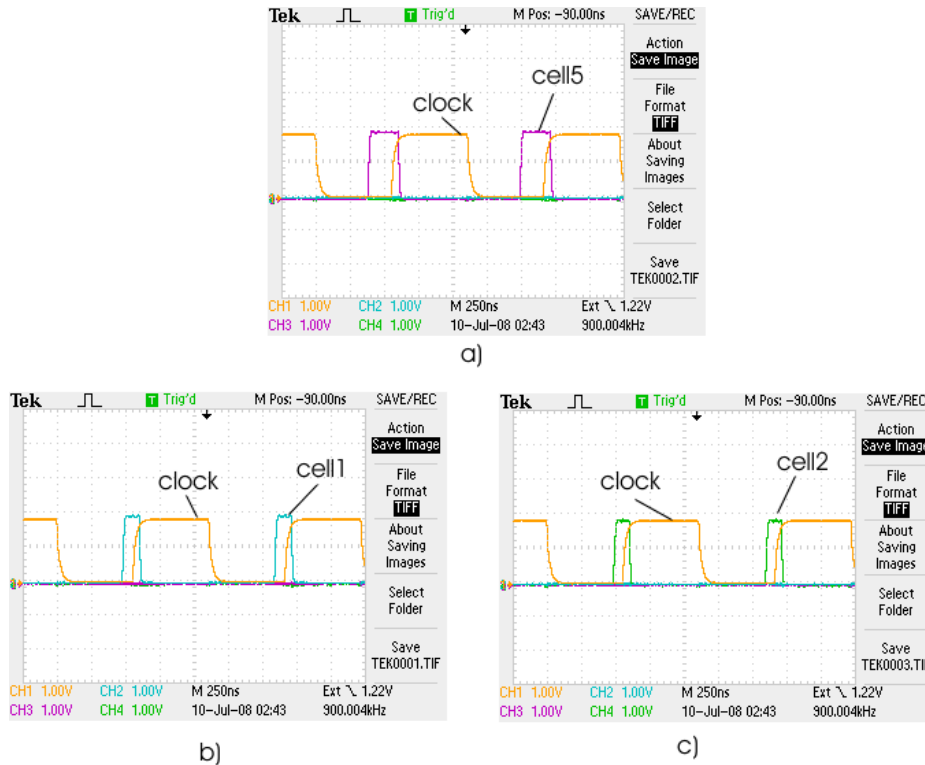 Tek Trig'd M Pos: -90.00ns SAVE/REC
Action
Save Image
File
Format
TIFF
About
Saving
Images
Select
Folder
Save
TEK0002.TIF
clock
cell5
CH1 1.00V CH2 1.00V M 250ns Ext 1.22V
CH3 1.00V CH4 1.00V 10-Jul-08 02:43 900.004kHz
a)
Tek Trig'd M Pos: -90.00ns SAVE/REC
Action
Save Image
File
Format
TIFF
About
Saving
Images
Select
Folder
Save
TEK0001.TIF
clock
cell1
CH1 1.00V CH2 1.00V M 250ns Ext 1.22V
CH3 1.00V CH4 1.00V 10-Jul-08 02:43 900.004kHz
b)
Tek Trig'd M Pos: -90.00ns SAVE/REC
Action
Save Image
File
Format
TIFF
About
Saving
Images
Select
Folder
Save
TEK0003.TIF
clock
cell2
CH1 1.00V CH2 1.00V M 250ns Ext 1.22V
CH3 1.00V CH4 1.00V 10-Jul-08 02:43 900.004kHz
c)